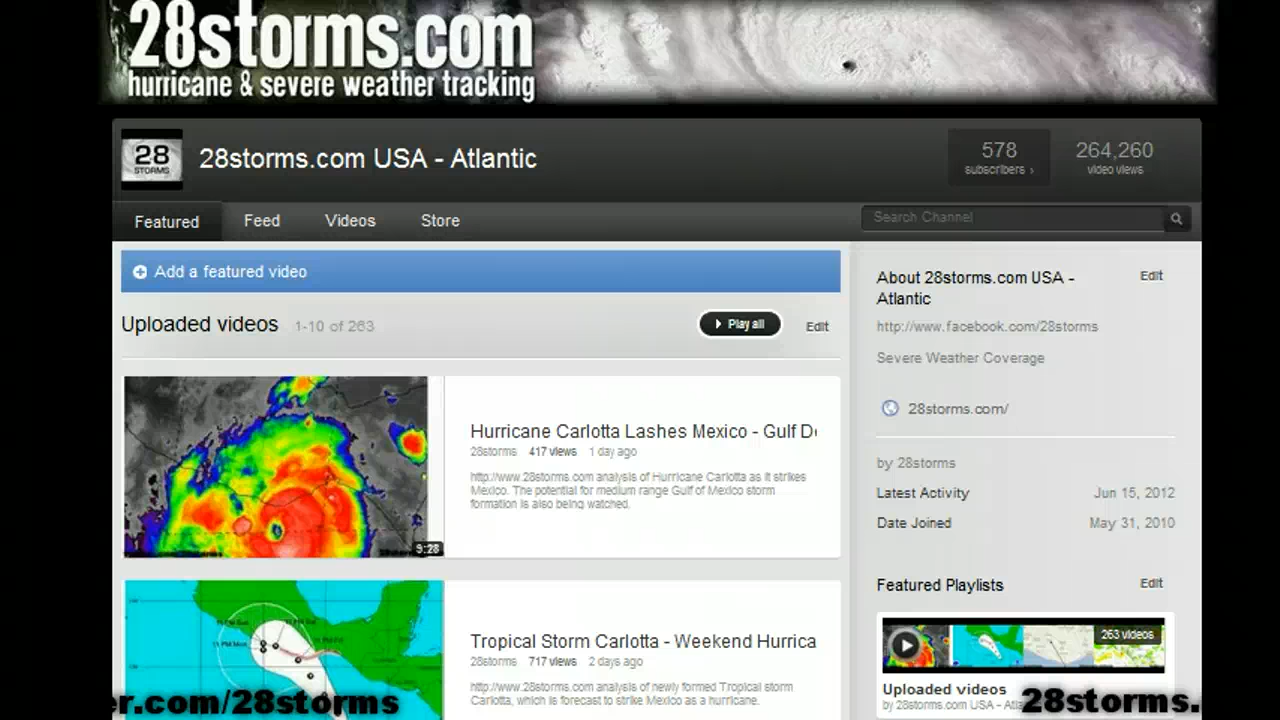 28storms.com
hurricane & severe weather tracking
28
STORMS
28storms.com USA - Atlantic
578
subscribers ›
264,260
video views
Featured
Feed
Videos
Store
Search Channel
Add a featured video
Uploaded videos 1-10 of 263
Play all
Edit
9:28
Hurricane Carlotta Lashes Mexico - Gulf De
28storms 417 views 1 day ago
http://www.28storms.com analysis of Hurricane Carlotta as it strikes
Mexico. The potential for medium range Gulf of Mexico storm
formation is also being watched.
Tropical Storm Carlotta - Weekend Hurrica
28storms 717 views 2 days ago
http://www.28storms.com analysis of newly formed Tropical storm
Carlotta, which is forecast to strike Mexico as a hurricane.
About 28storms.com USA -
Atlantic
Edit
http://www.facebook.com/28storms
Severe Weather Coverage
28storms.com/
by 28storms
Latest Activity Jun 15, 2012
Date Joined May 31, 2010
Featured Playlists
Edit
263 videos
Uploaded videos
by 28storms.com USA - Atla
er.com/28storms
28storms.